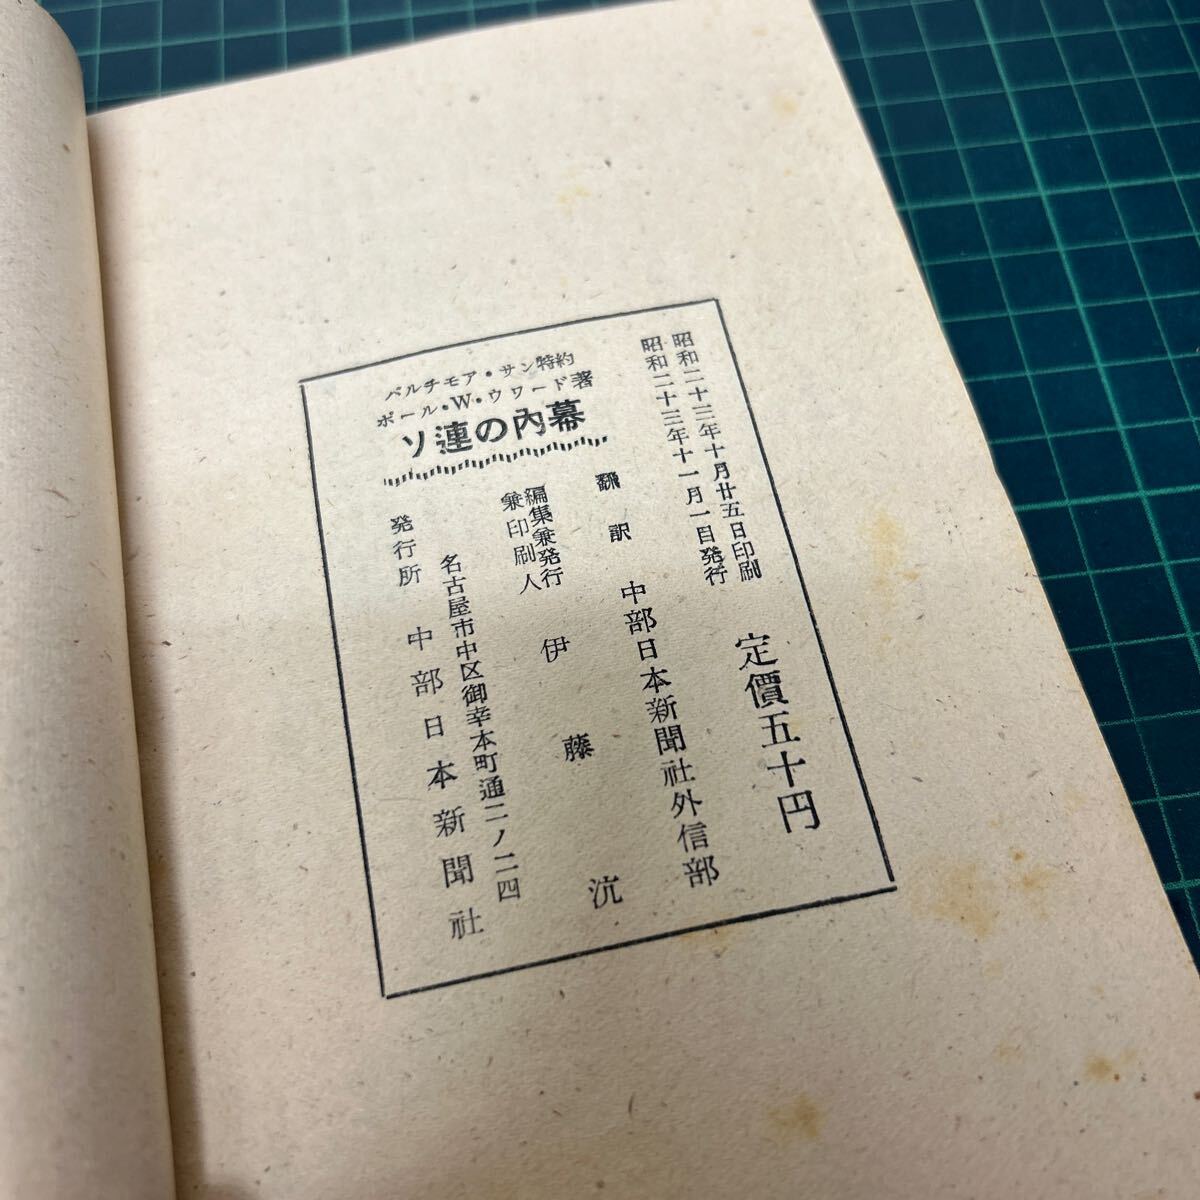 バルチモア・サン特約
ポール・W・ウワード著
ソ連の內幕
昭和二十三年十月廿五日印刷
昭和二十三年十一月一日発行
定價五十円
飜訳 中部日本新聞社外信部
編集兼発行
兼印刷人 伊藤沆
名古屋市中区御幸本町通二ノ二四
発行所 中部日本新聞社